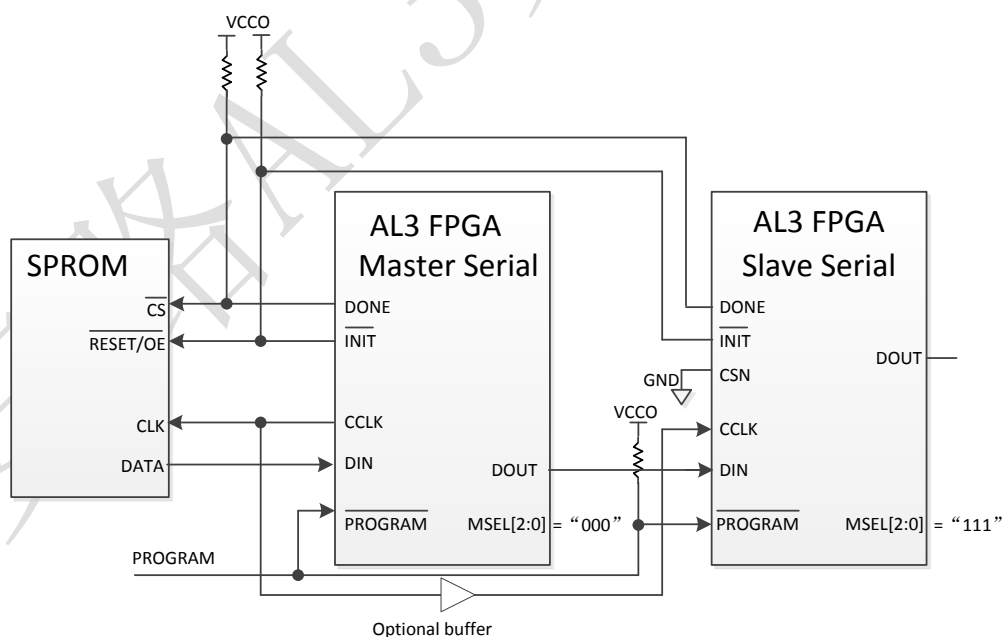 VCCO
AL3 FPGA
Master Serial
AL3 FPGA
Slave Serial
SPROM
CS
RESET/OE
CLK
DATA
DONE
INIT
CCLK
DIN
DOUT
PROGRAM
MSEL[2:0] = “000”
VCCO
GND
DONE
INIT
CSN
CCLK
DIN
DOUT
PROGRAM
MSEL[2:0] = “111”
PROGRAM
Optional buffer